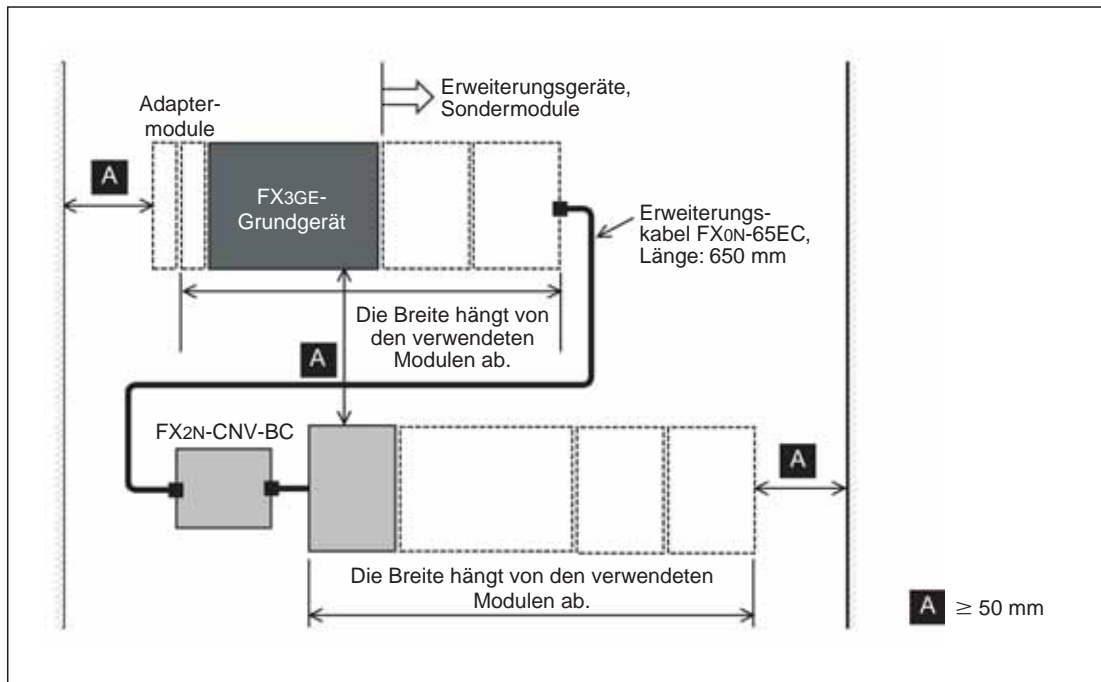 Erweiterungsgeräte,
Sondermodule
Adapter-
module
A
FX3GE-
Grundgerät
Erweiterungs-
kabel FX0N-65EC,
Länge: 650 mm
Die Breite hängt von
den verwendeten
Modulen ab.
A
FX2N-CNV-BC
A
Die Breite hängt von den verwendeten
Modulen ab.
A ≥ 50 mm